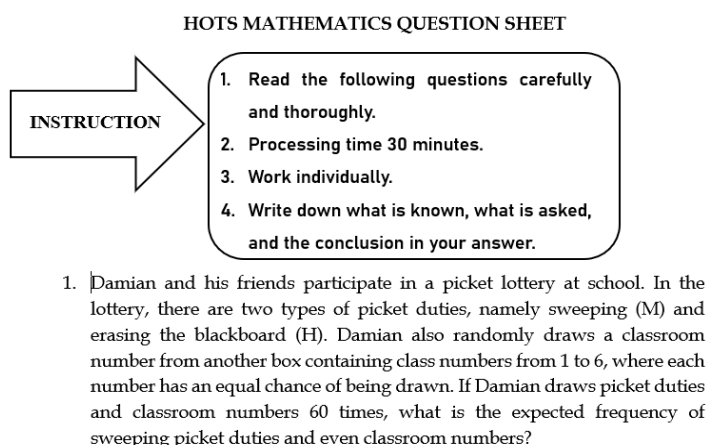 HOTS MATHEMATICS QUESTION SHEET
INSTRUCTION
1. Read the following questions carefully
and thoroughly.
2. Processing time 30 minutes.
3. Work individually.
4. Write down what is known, what is asked,
and the conclusion in your answer.
1. Damian and his friends participate in a picket lottery at school. In the
lottery, there are two types of picket duties, namely sweeping (M) and
erasing the blackboard (H). Damian also randomly draws a classroom
number from another box containing class numbers from 1 to 6, where each
number has an equal chance of being drawn. If Damian draws picket duties
and classroom numbers 60 times, what is the expected frequency of
sweeping picket duties and even classroom numbers?